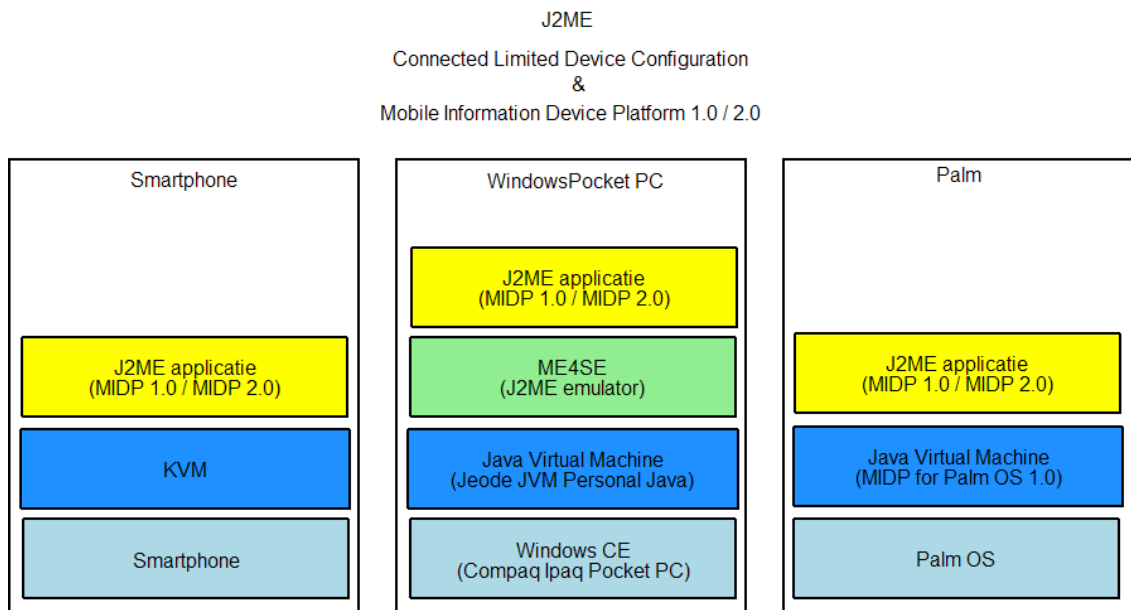 J2ME
Connected Limited Device Configuration
&
Mobile Information Device Platform 1.0 / 2.0
Smartphone
J2ME applicatie
(MIDP 1.0 / MIDP 2.0)
KVM
Smartphone
WindowsPocket PC
J2ME applicatie
(MIDP 1.0 / MIDP 2.0)
ME4SE
(J2ME emulator)
Java Virtual Machine
(Jeode JVM Personal Java)
Windows CE
(Compaq Ipaq Pocket PC)
Palm
J2ME applicatie
(MIDP 1.0 / MIDP 2.0)
Java Virtual Machine
(MIDP for Palm OS 1.0)
Palm OS